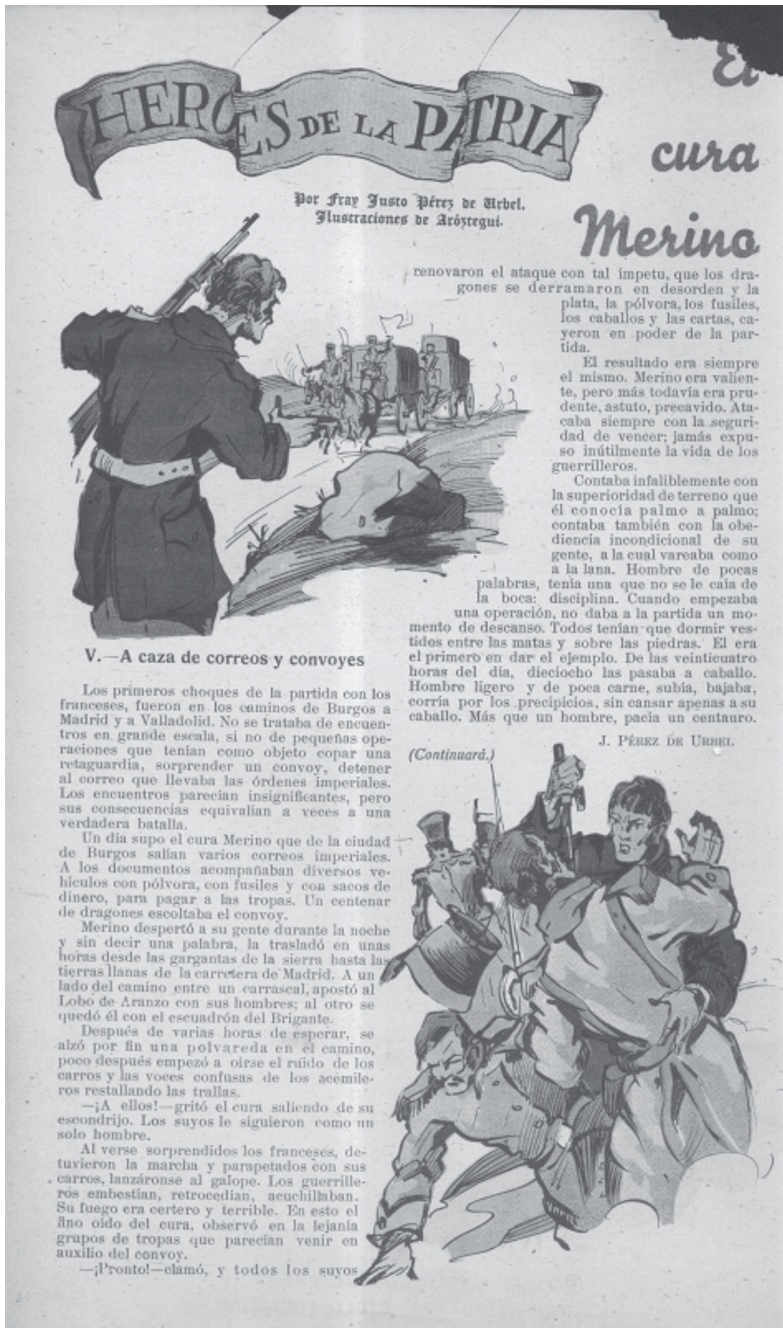 HEROES DE LA PATRIA
El
cura
Merino
Por Fray Justo Pérez de Urbel.
Ilustraciones de Aróztegui.
V.—A caza de correos y convoyes
Los primeros choques de la partida con los
franceses, fueron en los caminos de Burgos a
Madrid y a Valladolid. No se trataba de encuen-
tros en grande escala, si no de pequeñas ope-
raciones que tenían como objeto copar una
retaguardia, sorprender un convoy, detener
al correo que llevaba las órdenes imperiales.
Los encuentros parecían insignificantes, pero
sus consecuencias equivalían a veces a una
verdadera batalla.
Un día supo el cura Merino que de la ciudad
de Burgos salían varios correos imperiales.
A los documentos acompañaban diversos ve-
hículos con pólvora, con fusiles y con sacos de
dinero, para pagar a las tropas. Un centenar
de dragones escoltaba el convoy.
Merino despertó a su gente durante la noche
y sin decir una palabra, la trasladó en unas
horas desde las gargantas de la sierra hasta las
tierras llanas de la carretera de Madrid. A un
lado del camino entre un carrascal, apostó al
Lobo de Aranzo con sus hombres; al otro se
quedó él con el escuadrón del Brigante.
Después de varias horas de esperar, se
alzó por fin una polvareda en el camino,
poco después empezó a oirse el ruido de los
carros y las voces confusas de los acemile-
ros restallando las trallas.
—¡A ellos!—gritó el cura saliendo de su
escondrijo. Los suyos le siguieron como un
solo hombre.
Al verse sorprendidos los franceses, de-
tuvieron la marcha y parapetados con sus
carros, lanzáronse al galope. Los guerrille-
rós embestían, retrocedían, acuchillaban.
Su fuego era certero y terrible. En esto el
fino oído del cura, observó en la lejanía
grupos de tropas que parecían venir en
auxilio del convoy.
—¡Pronto!—clamó, y todos los suyos
renovaron el ataque con tal ímpetu, que los dra-
gones se derramaron en desorden y la
plata, la pólvora, los fusiles,
los caballos y las cartas, ca-
yeron en poder de la par-
tida.
El resultado era siempre
el mismo. Merino era valien-
te, pero más todavía era pru-
dente, astuto, precavido. Ata-
caba siempre con la seguri-
dad de vencer; jamás expu-
so inútilmente la vida de los
guerrilleros.
Contaba infaliblemente con
la superioridad de terreno que
él conocía palmo a palmo;
contaba también con la obe-
diencia incondicional de su
gente, a la cual vareaba como
a la lana. Hombre de pocas
palabras, tenía una que no se le caía de
la boca: disciplina. Cuando empezaba
una operación, no daba a la partida un mo-
mento de descanso. Todos tenían que dormir ves-
tidos entre las matas y sobre las piedras. El era
el primero en dar el ejemplo. De las veinticuatro
horas del día, dieciocho las pasaba a caballo.
Hombre ligero y de poca carne, subía, bajaba,
corría por los precipicios, sin cansar apenas a su
caballo. Más que un hombre, pacía un centauro.
J. PÉREZ DE URBEL
(Continuará.)